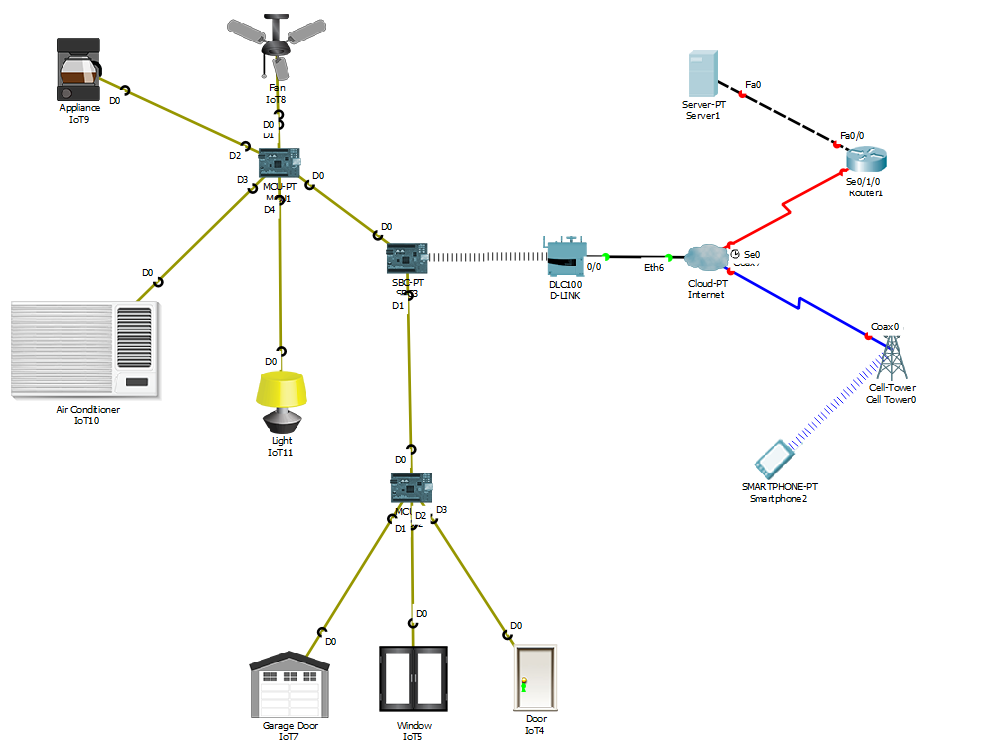 Fan
IoT8
D0
D1
Appliance
IoT9
D0
D2
D3
D4
D0
MCU-PT
D0
Air Conditioner
IoT10
D0
Light
IoT11
D0
SBC-PT
D1
DLC100
D-LINK
0/0
Eth6
Cloud-PT
Internet
Se0
Server-PT
Server1
Fa0
Fa0/0
Se0/1/0
Router1
Coax0
Cell-Tower
Cell Tower0
SMARTPHONE-PT
Smartphone2
D0
D1
D2
D3
D0
Garage Door
IoT7
D0
Window
IoT5
D0
Door
IoT4